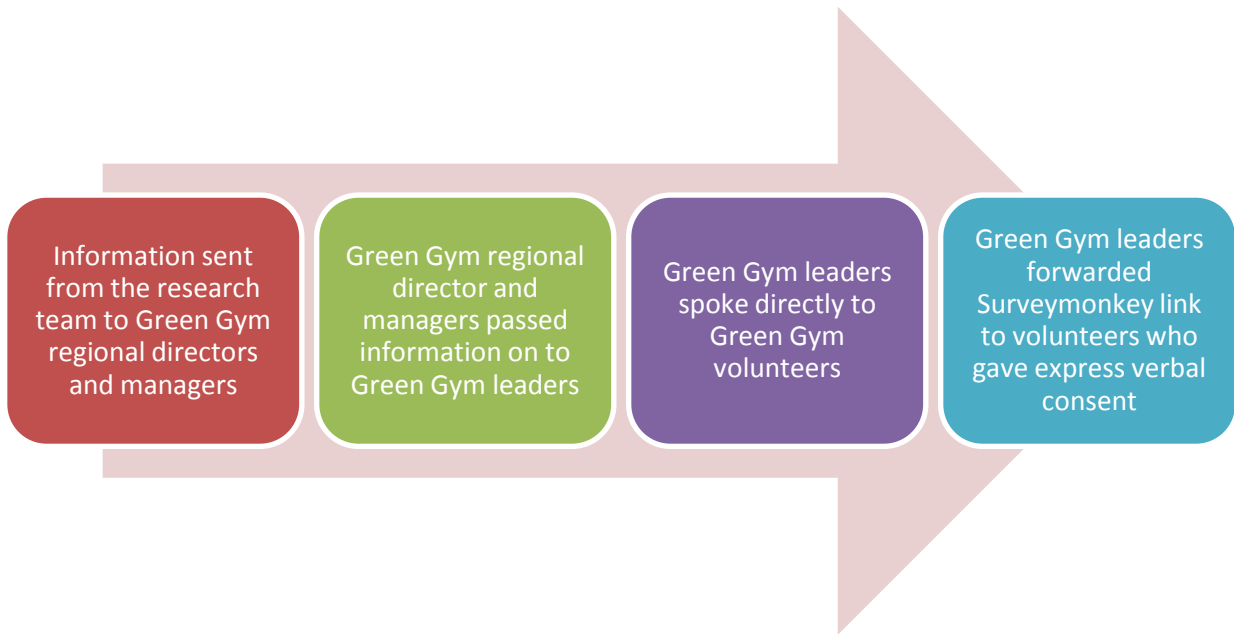 Information sent
from the research
team to Green Gym
regional directors
and managers
Green Gym regional
director and
managers passed
information on to
Green Gym leaders
Green Gym leaders
spoke directly to
Green Gym
volunteers
Green Gym leaders
forwarded
Surveymonkey link
to volunteers who
gave express verbal
consent